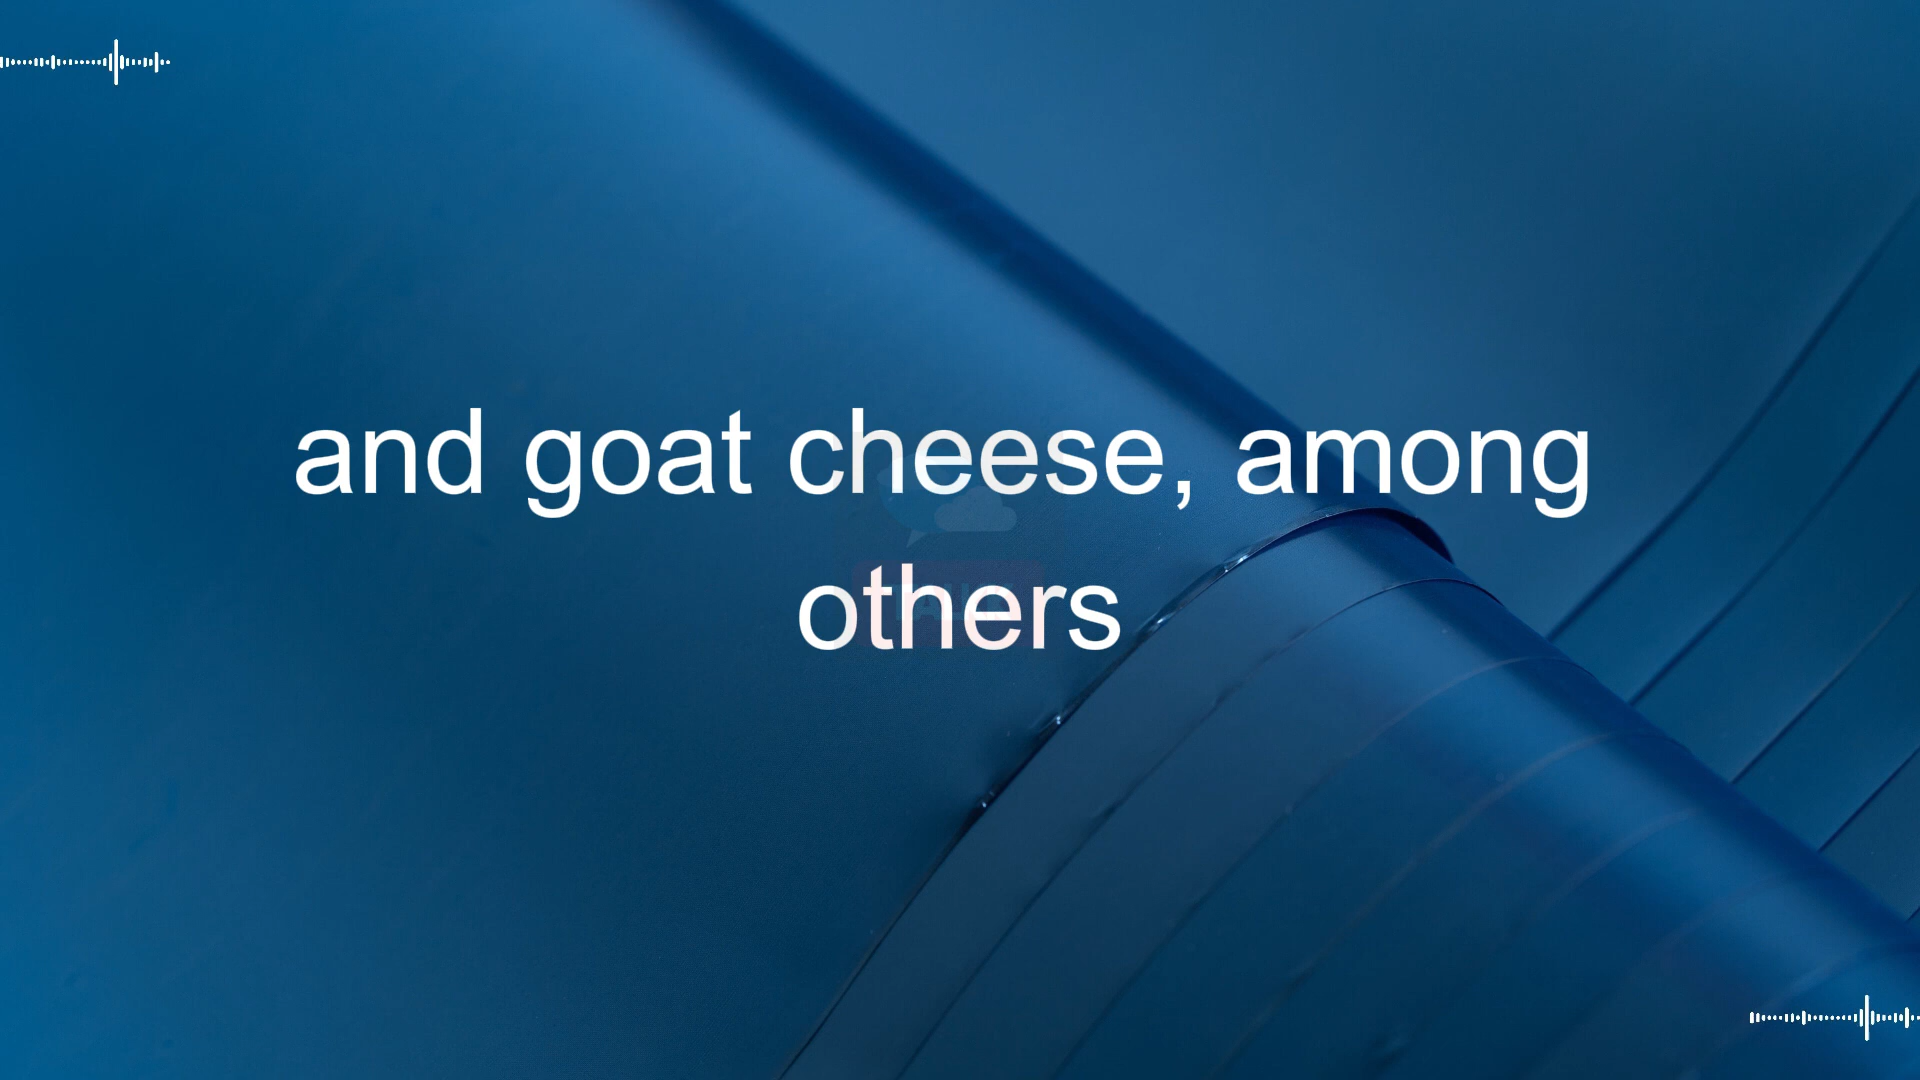 and goat cheese, among
others